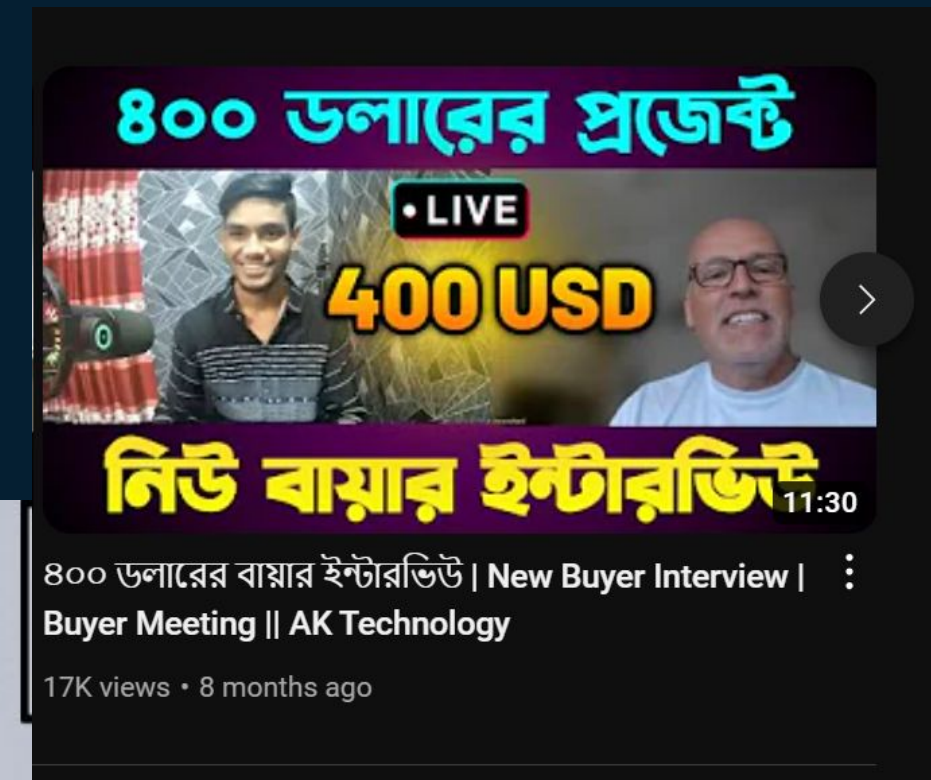 ৪০০ ডলারের প্রজেক্ট
• LIVE
400 USD
নিউ বায়ার ইন্টারভিউ
11:30
৪০০ ডলারের বায়ার ইন্টারভিউ | New Buyer Interview |
Buyer Meeting || AK Technology
17K views • 8 months ago